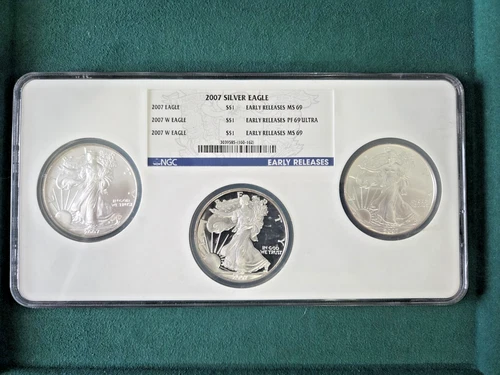 2007 SILVER EAGLE
2007 EAGLE S$1 EARLY RELEASES MS 69
2007 W EAGLE S$1 EARLY RELEASES PF 69 ULTRA
2007 W EAGLE S$1 EARLY RELEASES MS 69
NGC EARLY RELEASES
IN GOD
WE TRUST
IN GOD
WE TRUST